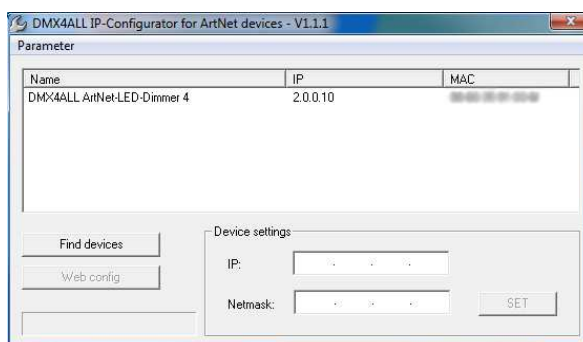 DMX4ALL IP-Configurator for ArtNet devices - V1.1.1
Parameter
Name IP MAC
DMX4ALL ArtNet-LED-Dimmer 4 2.0.0.10
Find devices
Web config
Device settings
IP: . . .
Netmask: . . .
SET